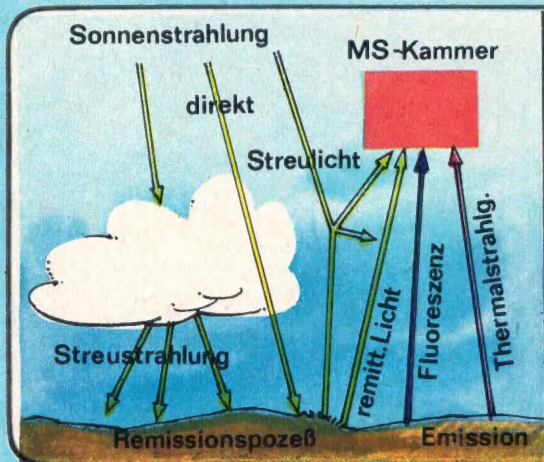 Sonnenstrahlung
MS-Kammer
direkt
Streulicht
Streustrahlung
remitt. Licht
Fluoreszenz
Thermalstrahlg.
Remissionspozeß
Emission